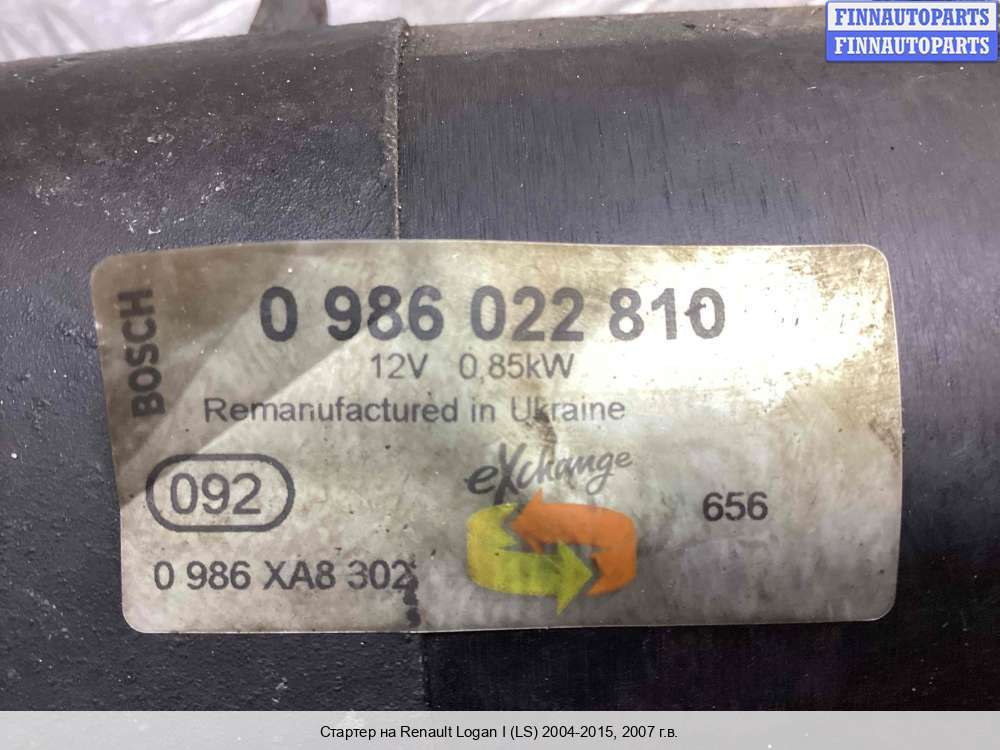 FINNAUTOPARTS
FINNAUTOPARTS
BOSCH
0 986 022 810
12V 0,85kW
Remanufactured in Ukraine
eXchange
092
656
0 986 XA8 302
Стартер на Renault Logan I (LS) 2004-2015, 2007 г.в.